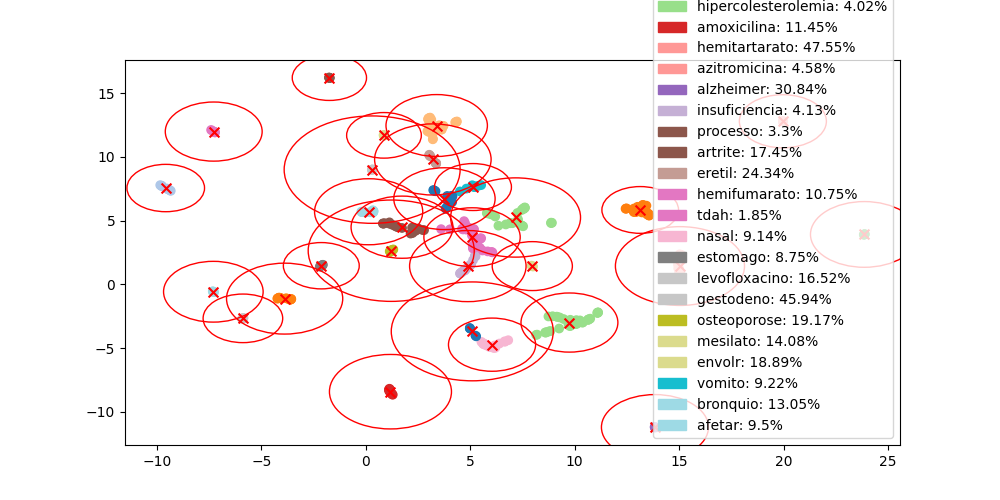 hipercolesterolemia: 4.02%
amoxicilina: 11.45%
hemitartarato: 47.55%
azitromicina: 4.58%
alzheimer: 30.84%
insuficiencia: 4.13%
processo: 3.3%
artrite: 17.45%
eretil: 24.34%
hemifumarato: 10.75%
tdah: 1.85%
nasal: 9.14%
estomago: 8.75%
levofloxacino: 16.52%
gestodeno: 45.94%
osteoporose: 19.17%
mesilato: 14.08%
envolr: 18.89%
vomito: 9.22%
bronquio: 13.05%
afetar: 9.5%
15
10
5
0
−5
−10
−10 −5 0 5 10 15 20 25